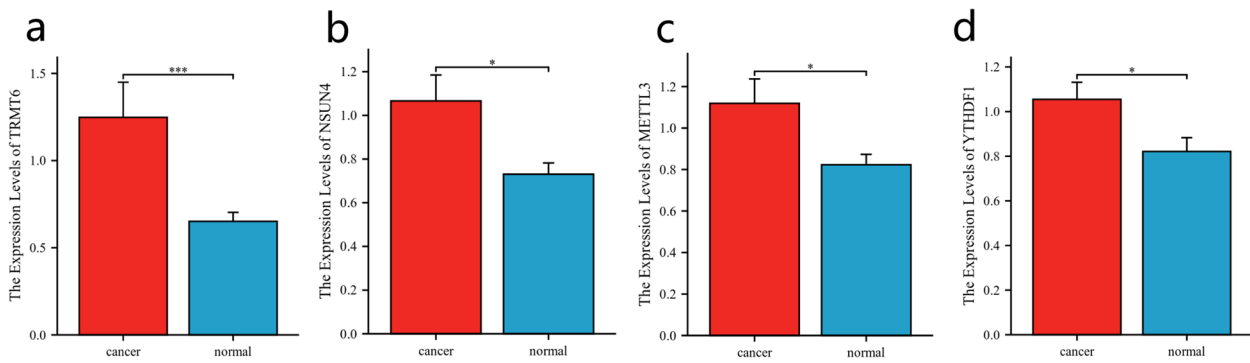 a
The Expression Levels of TRMT6
1.5
1.0
0.5
0.0
***
cancer normal
b
The Expression Levels of NSUN4
1.2
1.0
0.8
0.6
0.4
0.2
0.0
*
cancer normal
c
The Expression Levels of METTL3
1.2
1.0
0.8
0.6
0.4
0.2
0.0
*
cancer normal
d
The Expression Levels of YTHDF1
1.2
1.0
0.8
0.6
0.4
0.2
0.0
*
cancer normal